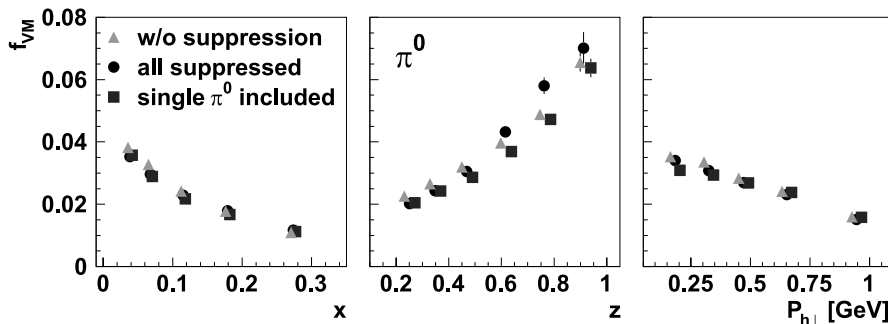 f_VM
0.08
0.06
0.04
0.02
0
w/o suppression
all suppressed
single π⁰ included
π⁰
0 0.1 0.2 0.3
x
0.2 0.4 0.6 0.8 1
z
0.25 0.5 0.75 1
P_h⊥ [GeV]